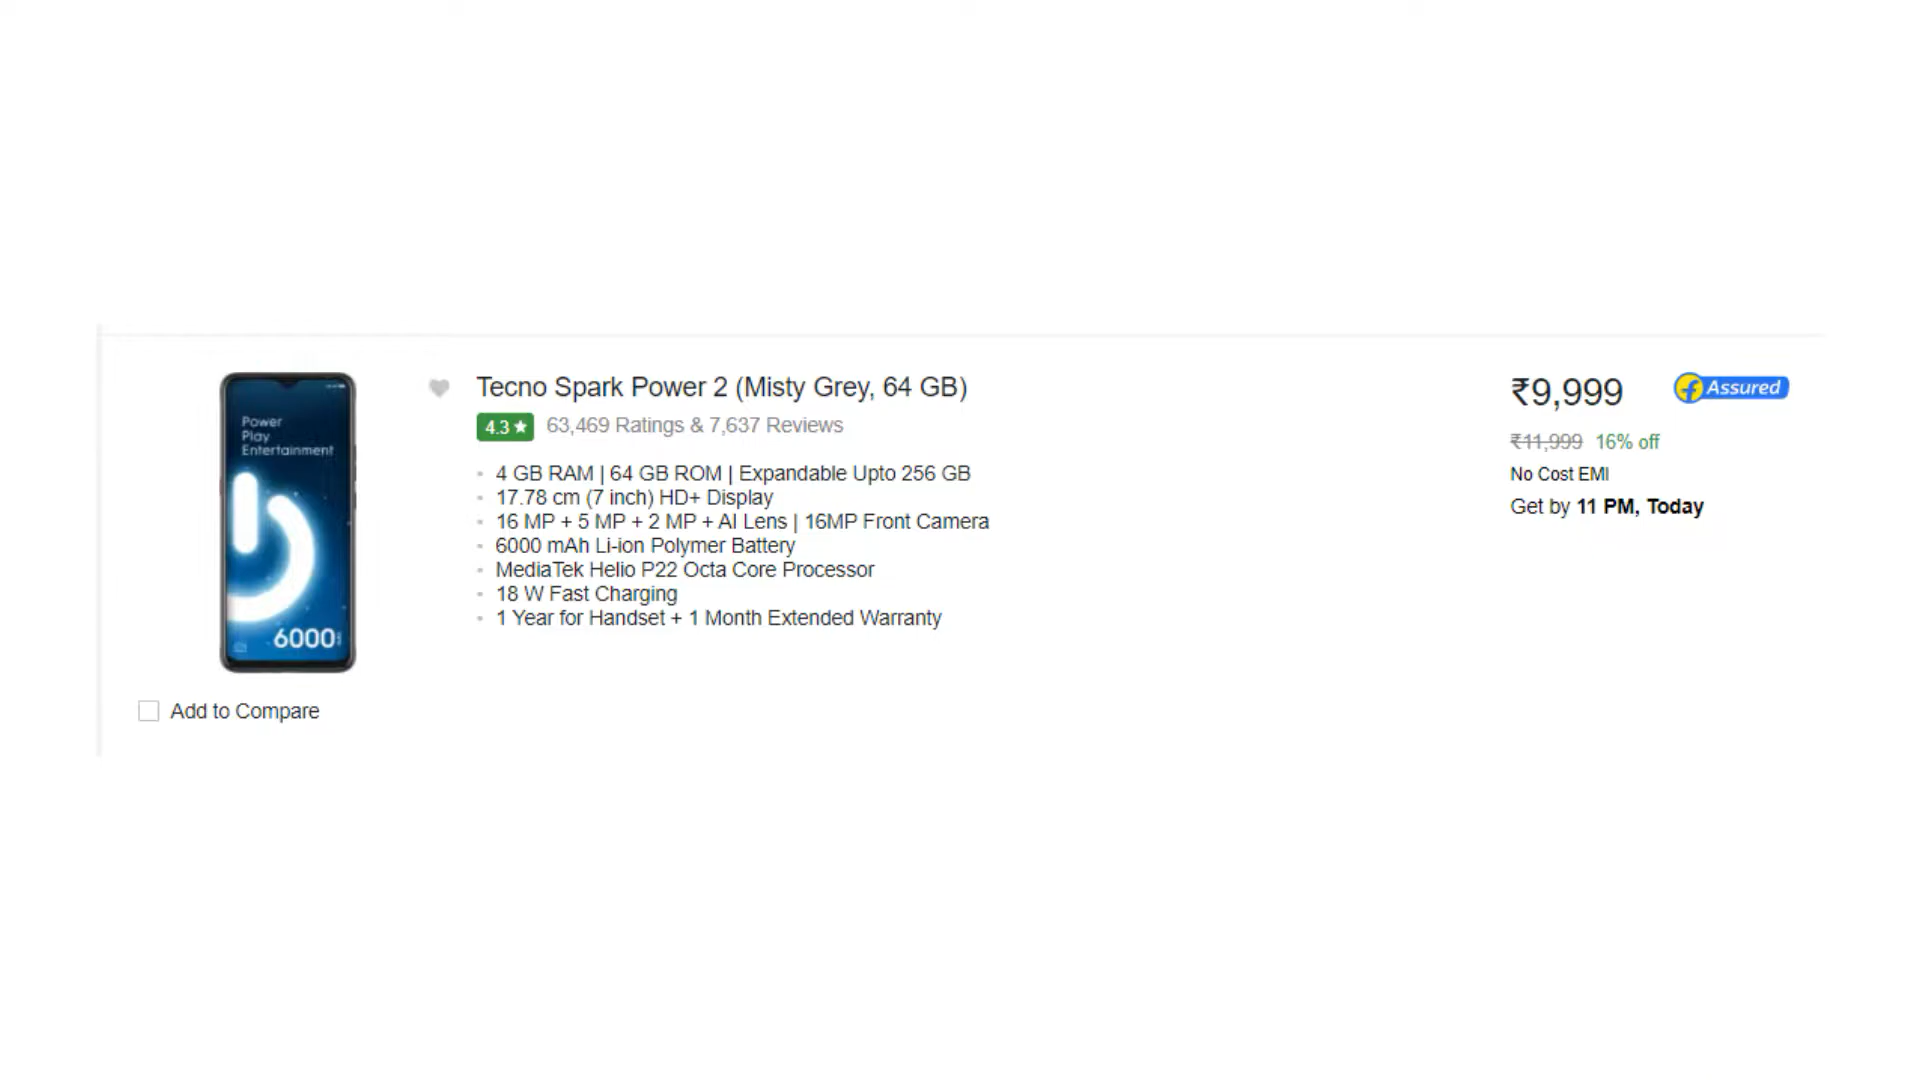 Power
Play
Entertainment
6000
Add to Compare
Tecno Spark Power 2 (Misty Grey, 64 GB)
4.3★ 63,469 Ratings & 7,637 Reviews
4 GB RAM | 64 GB ROM | Expandable Upto 256 GB
17.78 cm (7 inch) HD+ Display
16 MP + 5 MP + 2 MP + AI Lens | 16MP Front Camera
6000 mAh Li-ion Polymer Battery
MediaTek Helio P22 Octa Core Processor
18 W Fast Charging
1 Year for Handset + 1 Month Extended Warranty
₹9,999 Assured
₹11,999 16% off
No Cost EMI
Get by 11 PM, Today